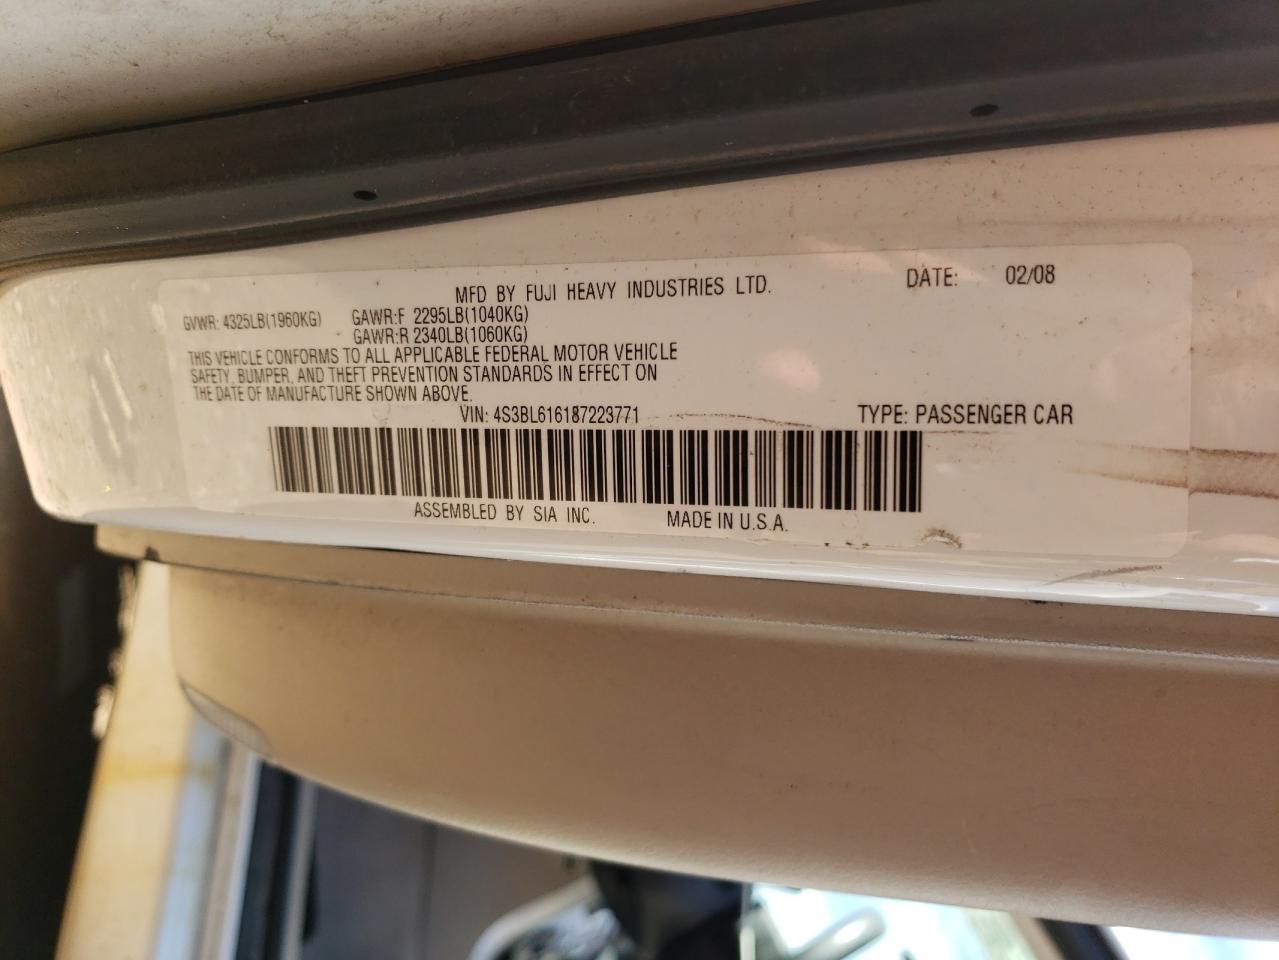 MFD BY FUJI HEAVY INDUSTRIES LTD. DATE: 02/08
GVWR: 4325LB(1960KG) GAWR:F 2295LB(1040KG)
GAWR:R 2340LB(1060KG)
THIS VEHICLE CONFORMS TO ALL APPLICABLE FEDERAL MOTOR VEHICLE
SAFETY, BUMPER, AND THEFT PREVENTION STANDARDS IN EFFECT ON
THE DATE OF MANUFACTURE SHOWN ABOVE.
VIN: 4S3BL616187223771 TYPE: PASSENGER CAR
ASSEMBLED BY SIA INC. MADE IN U.S.A.